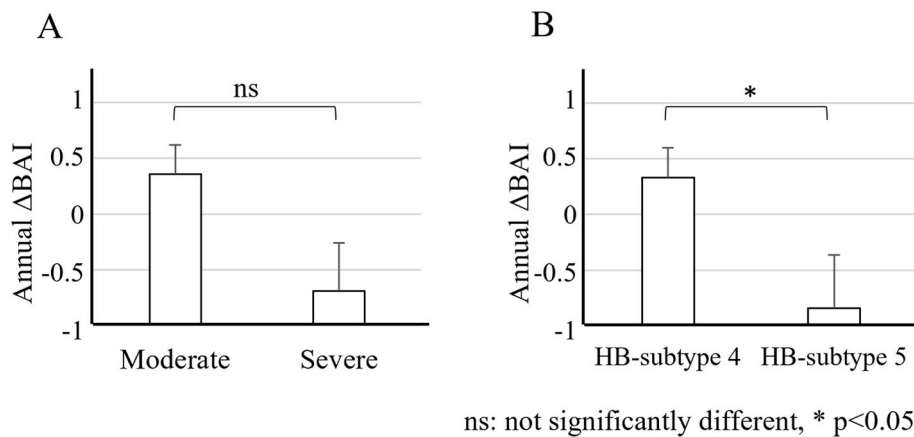 A
Annual ΔBAI
1
0.5
0
-0.5
-1
ns
Moderate
Severe
B
Annual ΔBAI
1
0.5
0
-0.5
-1
*
HB-subtype 4
HB-subtype 5
ns: not significantly different, * p<0.05